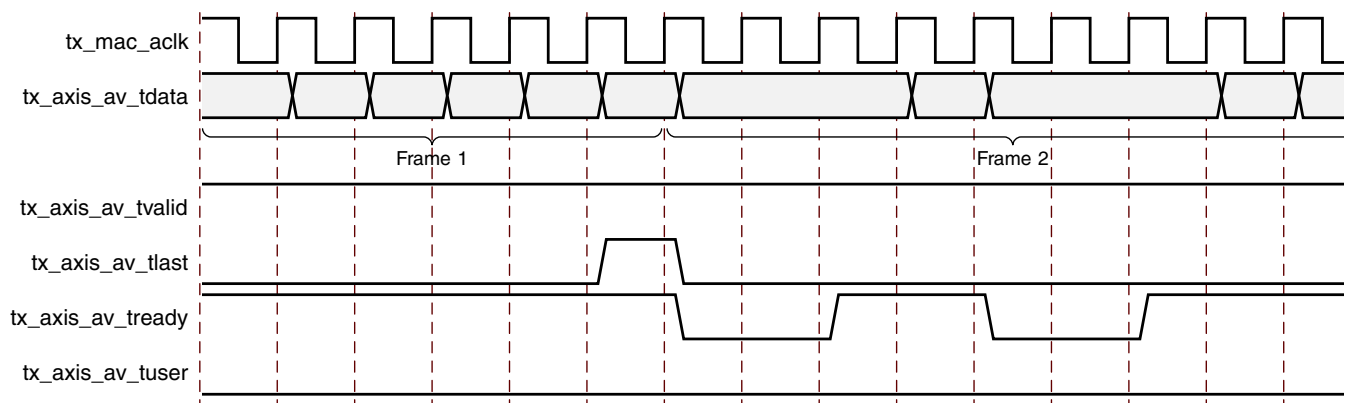 tx_mac_aclk
tx_axis_av_tdata
Frame 1
Frame 2
tx_axis_av_tvalid
tx_axis_av_tlast
tx_axis_av_tready
tx_axis_av_tuser